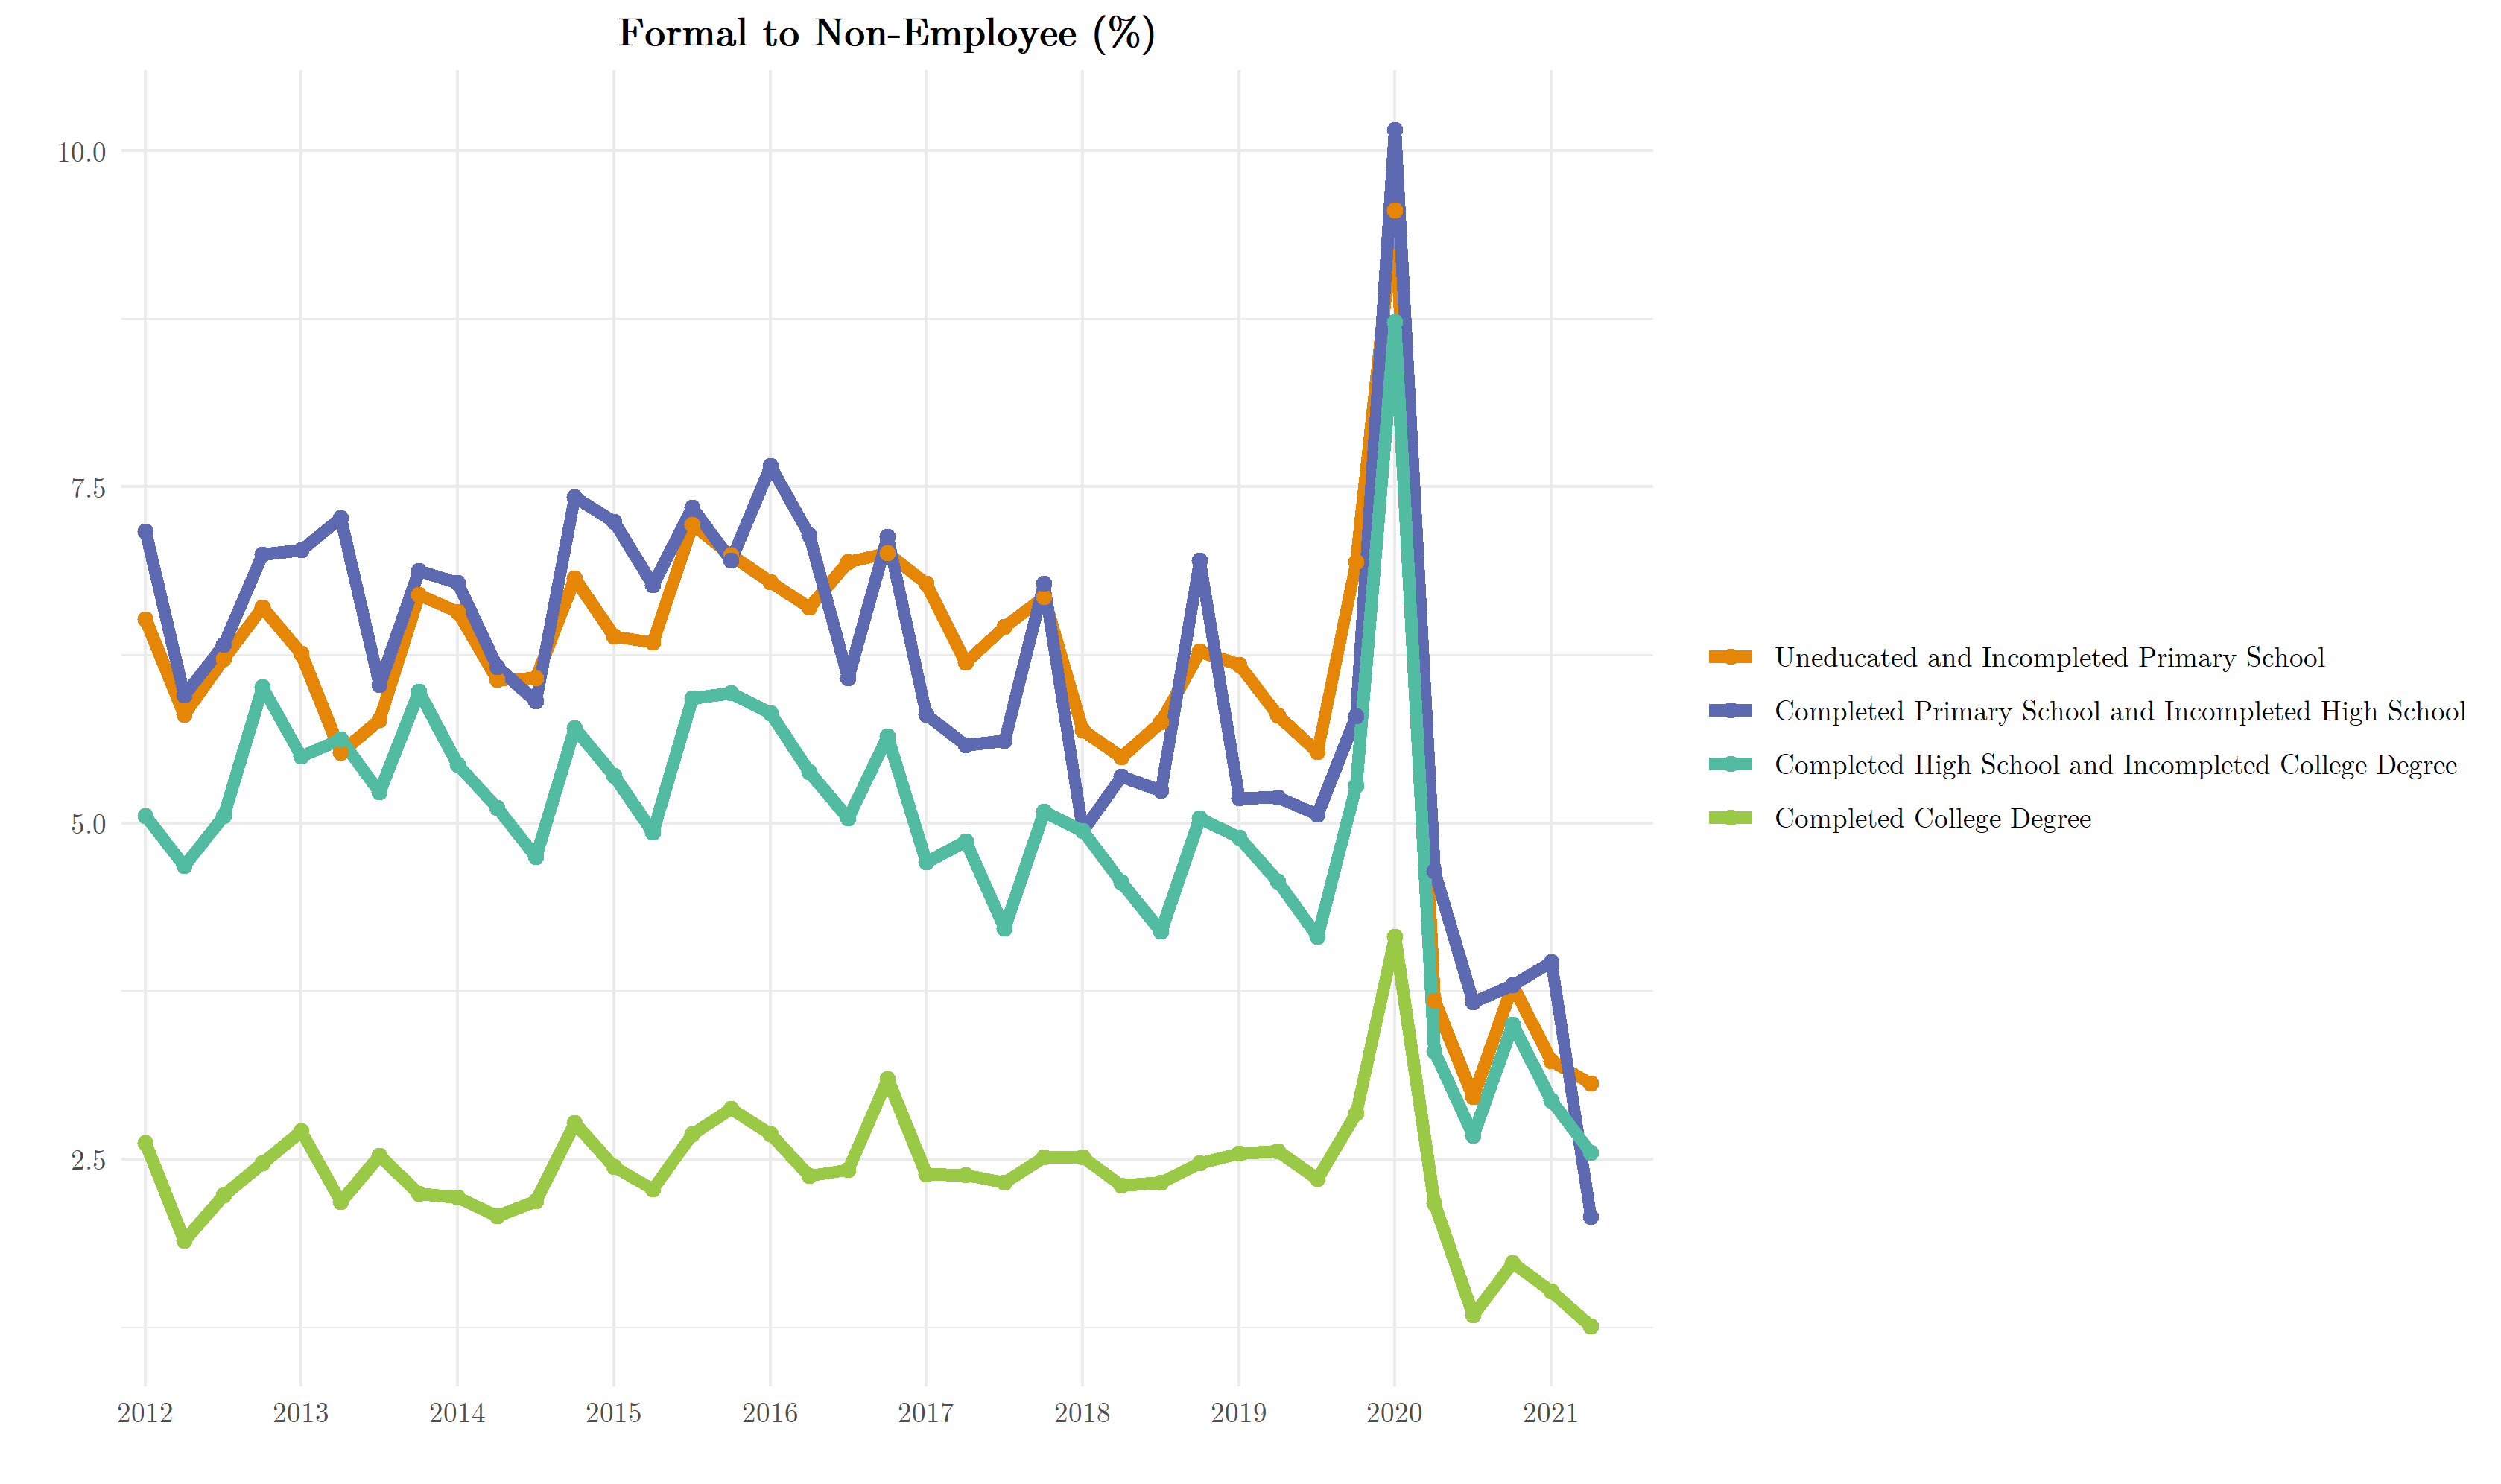 Formal to Non-Employee (%)
10.0
7.5
5.0
2.5
2012 2013 2014 2015 2016 2017 2018 2019 2020 2021
Uneducated and Incompleted Primary School
Completed Primary School and Incompleted High School
Completed High School and Incompleted College Degree
Completed College Degree